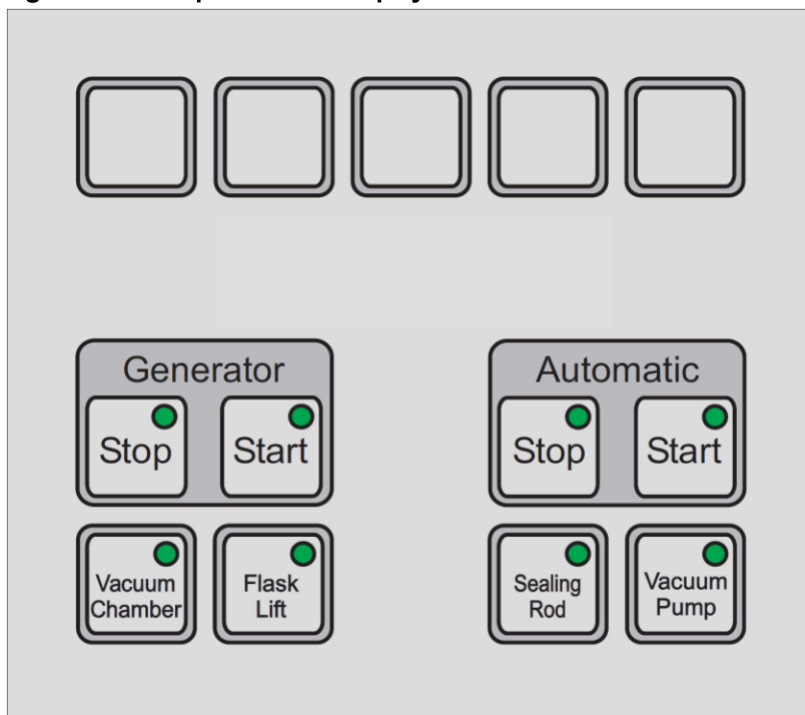 Generator
Automatic
Stop
Start
Stop
Start
Vacuum
Chamber
Flask
Lift
Sealing
Rod
Vacuum
Pump